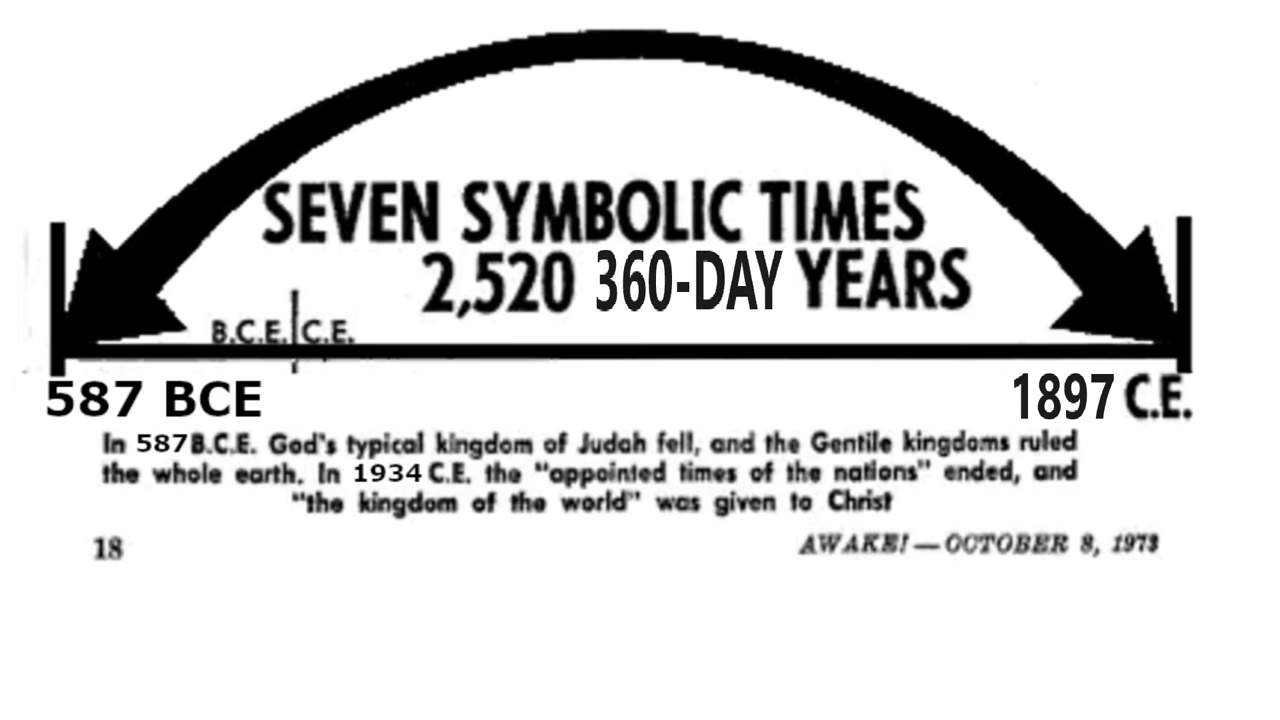 SEVEN SYMBOLIC TIMES
2,520 360-DAY YEARS
B.C.E. C.E.
587 BCE 1897 C.E.
In 587 B.C.E. God's typical kingdom of Judah fell, and the Gentile kingdoms ruled
the whole earth. In 1934 C.E. the "appointed times of the nations" ended, and
"the kingdom of the world" was given to Christ
18 AWAKE!—OCTOBER 8, 1973